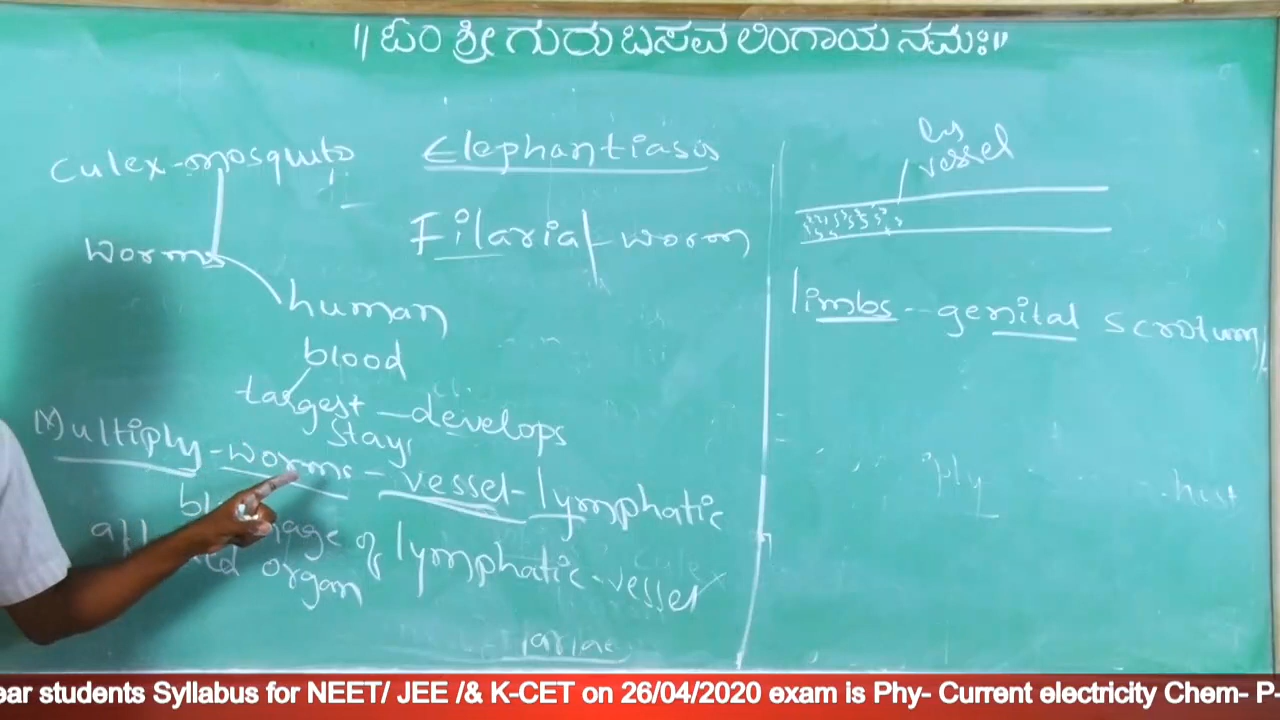 ॥ ಓಂ ಶ್ರೀ ಗುರು ಬಸವ ಲಿಂಗಾಯ ನಮಃ ॥
Culex-mosquito
Elephantiasis
Filarial-worm
worms
human
blood
target - develops
stays
Multiply-worms - vessel-lymphatic
of lymphatic-vessel
organ
vessel
limbs - genital scrotum
ear students Syllabus for NEET/ JEE /& K-CET on 26/04/2020 exam is Phy- Current electricity Chem- P-